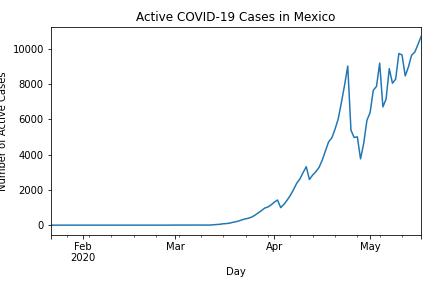 Active COVID-19 Cases in Mexico
Number of Active Cases
10000
8000
6000
4000
2000
0
Feb
2020
Mar
Apr
May
Day